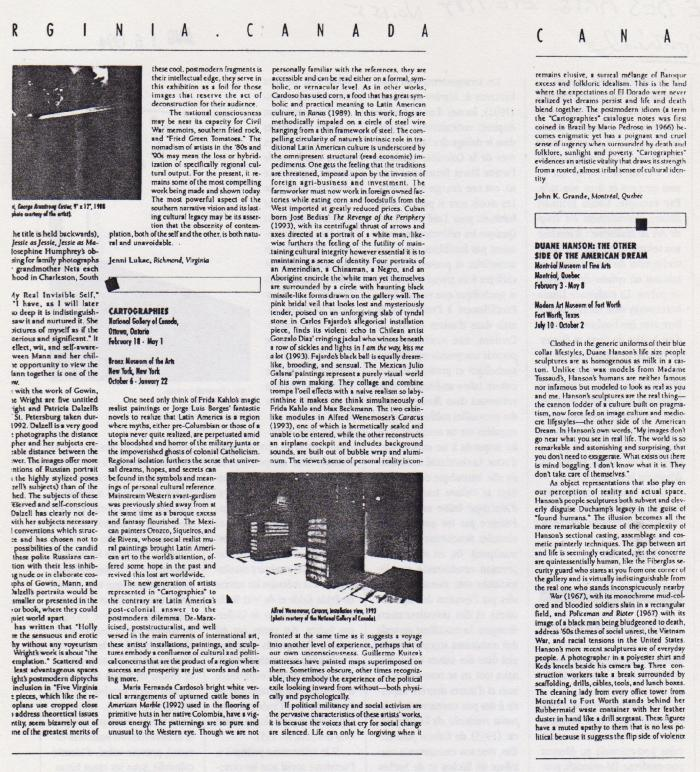 R G I N I A . C A N A D A
C A N A
t, George Armstrong Custer, 9" x 12", 1988
photo courtesy of the artist).
he title is held backwards),
Jessie as Jessie, Jessie as Ma-
Josephine Humphrey's ob-
sing for family photographs
grandmother Nets each
hood in Charleston, South
My Real Invisible Self,"
"I have, as I will later
so deep it is indistinguish-
saw it and nurtured it. She
pictures of myself as if the
serious and significant." It
effect, wit, and self-aware-
ween Mann and her chil-
e opportunity to view the
lann together is one of the
ow.
with the work of Gowin,
e Wright are five untitled
ight and Patricia Dalzell's
St. Petersburg taken dur-
1992. Dalzell is a very good
photographs the distance
pher and her subjects cre-
able distance between the
wer. The images offer more
ntions of Russian portrait
the highly stylized poses
zell's subjects) than of the
hed. The subjects of these
eserved and self-conscious
Dalzell has clearly not de-
with her subjects necessary
l conventions which struc-
e and has chosen not to
possibilities of the candid
these polite Russians can-
tion with their less inhib-
ng nude or in elaborate cos-
phs of Gowin, Mann, and
Dalzell's portraits would be
smaller or presented in the
or book, where they could
quiet world apart.
has written that "Holly
re the sensuous and erotic
by without any voyeurism
Wright's work is about "the
emplation." Scattered and
least advantageous spaces
ight's postmodern diptychs
inclusion in "Five Virginia
e pieces, which like the re-
oplans use cropped close
o address theoretical issues
ntity, seem bizarrely out of
ne of the greatest merits of
these cool, postmodern fragments is
their intellectual edge, they serve in
this exhibition as a foil for those
images that reserve the act of
deconstruction for their audience.
The national consciousness
may be near its capacity for Civil
War memoirs, southern fried rock,
and "Fried Green Tomatoes." The
nomadism of artists in the '80s and
'90s may mean the loss or hybrid-
ization of specifically regional cul-
tural output. For the present, it re-
mains some of the most compelling
work being made and shown today.
The most powerful aspect of the
southern narrative vision and its last-
ing cultural legacy may be its asser-
tion that the obscenity of contem-
plation, both of the self and the other, is both natu-
ral and unavoidable.
Jenni Lukac, Richmond, Virginia
CARTOGRAPHIES
National Gallery of Canada,
Ottawa, Ontario
February 18 - May 1
Bronx Museum of the Arts
New York, New York
October 6 - January 22
One need only think of Frida Kahlo's magic
realist paintings or Jorge Luis Borges' fantastic
novels to realize that Latin America is a region
where myths, either pre-Columbian or those of a
utopia never quite realized, are perpetuated amid
the bloodshed and horror of the military junta or
the impoverished ghosts of colonial Catholicism.
Regional isolation furthers the sense that univer-
sal dreams, hopes, and secrets can
be found in the symbols and mean-
ings of personal cultural reference.
Mainstream Western avant-gardism
was previously shied away from at
the same time as a baroque excess
and fantasy flourished. The Mexi-
can painters Orozo, Siqueiros, and
de Rivera, whose social realist mu-
ral paintings brought Latin Ameri-
can art to the world's attention, of-
fered some hope in the past and
revived this lost art worldwide.
The new generation of artists
represented in "Cartographies" to
the contrary are Latin America's
post-colonial answer to the
postmodern dilemma. De-Marx-
icised, poststructuralist, and well
versed in the main currents of international art,
these artists' installations, paintings, and sculp-
tures embody a confluence of cultural and politi-
cal concerns that are the product of a region where
success and prosperity are just words and noth-
ing more.
Maria Fernanda Cardoso's bright white ver-
tical arrangements of upturned cattle bones in
American Marble (1992) used in the flooring of
primitive huts in her native Colombia, have a vig-
orous energy. The patternings are so pure and
unusual to the Western eye. Though we are not
personally familiar with the references, they are
accessible and can be read either on a formal, sym-
bolic, or vernacular level. As in other works,
Cardoso has used corn, a food that has great sym-
bolic and practical meaning to Latin American
culture, in Ranas (1989). In this work, frogs are
methodically impaled on a circle of steel wire
hanging from a thin framework of steel. The com-
pelling circularity of nature's intrinsic role in tra-
ditional Latin American culture is underscored by
the omnipresent structural (read economic) im-
pediments. One gets the feeling that the traditions
are threatened, imposed upon by the invasion of
foreign agri-business and investment. The
farmworker must now work in foreign owned fac-
tories while eating corn and foodstuffs from the
West imported at greatly reduced prices. Cuban
born José Bedias' The Revenge of the Periphery
(1993), with its centrifugal thrust of arrows and
axes directed at a portrait of a white man, like-
wise furthers the feeling of the futility of main-
taining cultural integrity however essential it is to
maintaining a sense of identity. Four portraits of
an Amerindian, a Chinaman, a Negro, and an
Aborigine encircle the white man yet themselves
are surrounded by a circle with haunting black
missile-like forms drawn on the gallery wall. The
pink bridal veil that looks lost and mysteriously
tender, poised on an unforgiving slab of tyndal
stone in Carlos Fajardo's allegorical installation
piece, finds its violent echo in Chilean artist
Gonzalo Diaz' cringing jackal who winces beneath
a row of sickles and lights in I am the way, kiss me
a lot (1993). Fajardo's black ball is equally dream-
like, brooding, and sensual. The Mexican Julio
Galans' paintings represent a purely visual world
of his own making. They collage and combine
trompe l'oeil effects with a naive realism so laby-
rinthine it makes one think simultaneously of
Frida Kahlo and Max Beckmann. The two cabin-
like modules in Alfred Wenemoser's Caracus
(1993), one of which is hermetically sealed and
unable to be entered, while the other reconstructs
an airplane cockpit and includes background
sounds, are built out of bubble wrap and alumi-
num. The viewer's sense of personal reality is con-
Alfred Wenemoser, Caracus, installation view, 1993
(photo courtesy of the National Gallery of Canada).
fronted at the same time as it suggests a voyage
into another level of experience, perhaps that of
our own unconsciousness. Guillermo Kuitca's
mattresses have painted maps superimposed on
them. Sometimes obscure, other times recogniz-
able, they embody the experience of the political
exile looking inward from without—both physi-
cally and psychologically.
If political militancy and social activism are
the pervasive characteristics of these artists' works,
it is because the voices that cry for social change
are silenced. Life can only be forgiven when it
remains elusive, a surreal mélange of Baroque
excess and folkloric idealism. This is the land
where the expectations of El Dorado were never
realized yet dreams persist and life and death
blend together. The postmodern idiom (a term
the "Cartographies" catalogue notes was first
coined in Brazil by Mario Pedrosa in 1966) be-
comes enigmatic yet has a poignant and cruel
sense of urgency when surrounded by death and
folklore, sunlight and poverty. "Cartographies"
evidences an artistic vitality that draws its strength
from a rooted, almost tribal sense of cultural iden-
tity.
John K. Grande, Montréal, Quebec
DUANE HANSON: THE OTHER
SIDE OF THE AMERICAN DREAM
Montréal Museum of Fine Arts
Montréal, Quebec
February 3 - May 8
Modern Art Museum of Fort Worth
Fort Worth, Texas
July 10 - October 2
Clothed in the generic uniforms of their blue
collar lifestyles, Duane Hanson's life size people
sculptures are as homogenous as milk in a car-
ton. Unlike the wax models from Madame
Tussaud's, Hanson's humans are neither famous
nor infamous but modeled to look as real as you
and me. Hanson's sculptures are the real thing—
the cannon fodder of a culture built on pragma-
tism, now force fed on image culture and medio-
cre lifestyles—the other side of the American
Dream. In Hanson's own words, "My images don't
go near what you see in real life. The world is so
remarkable and astonishing and surprising, that
you don't need to exaggerate. What exists out there
is mind boggling. I don't know what it is. They
don't take care of themselves."
As object representations that also play on
our perception of reality and actual space,
Hanson's people sculptures both subvert and clev-
erly disguise Duchamp's legacy in the guise of
"found humans." The illusion becomes all the
more remarkable because of the complexity of
Hanson's sectional casting, assemblage and cos-
metic painterly techniques. The gap between art
and life is seemingly eradicated, yet the concerns
are quintessentially human, like the Fiberglas se-
curity guard who stares at you from one corner of
the gallery and is virtually indistinguishable from
the real one who stands inconspicuously nearby.
War (1967), with its monochrome mud-col-
ored and bloodied soldiers slain in a rectangular
field, and Policeman and Rioter (1967) with its
image of a black man being bludgeoned to death,
address '60s themes of social unrest, the Vietnam
War, and racial tensions in the United States.
Hanson's more recent sculptures are of everyday
people. A photographer in a polyester shirt and
Keds kneels beside his camera bag. Three con-
struction workers take a break surrounded by
scaffolding, drills, cables, tools, and lunch boxes.
The cleaning lady from every office tower from
Montréal to Fort Worth stands behind her
Rubbermaid waste container with her feather
duster in hand like a drill sergeant. These figures
have a muted apathy to them that is no less po-
litical because it suggests the flip side of violence